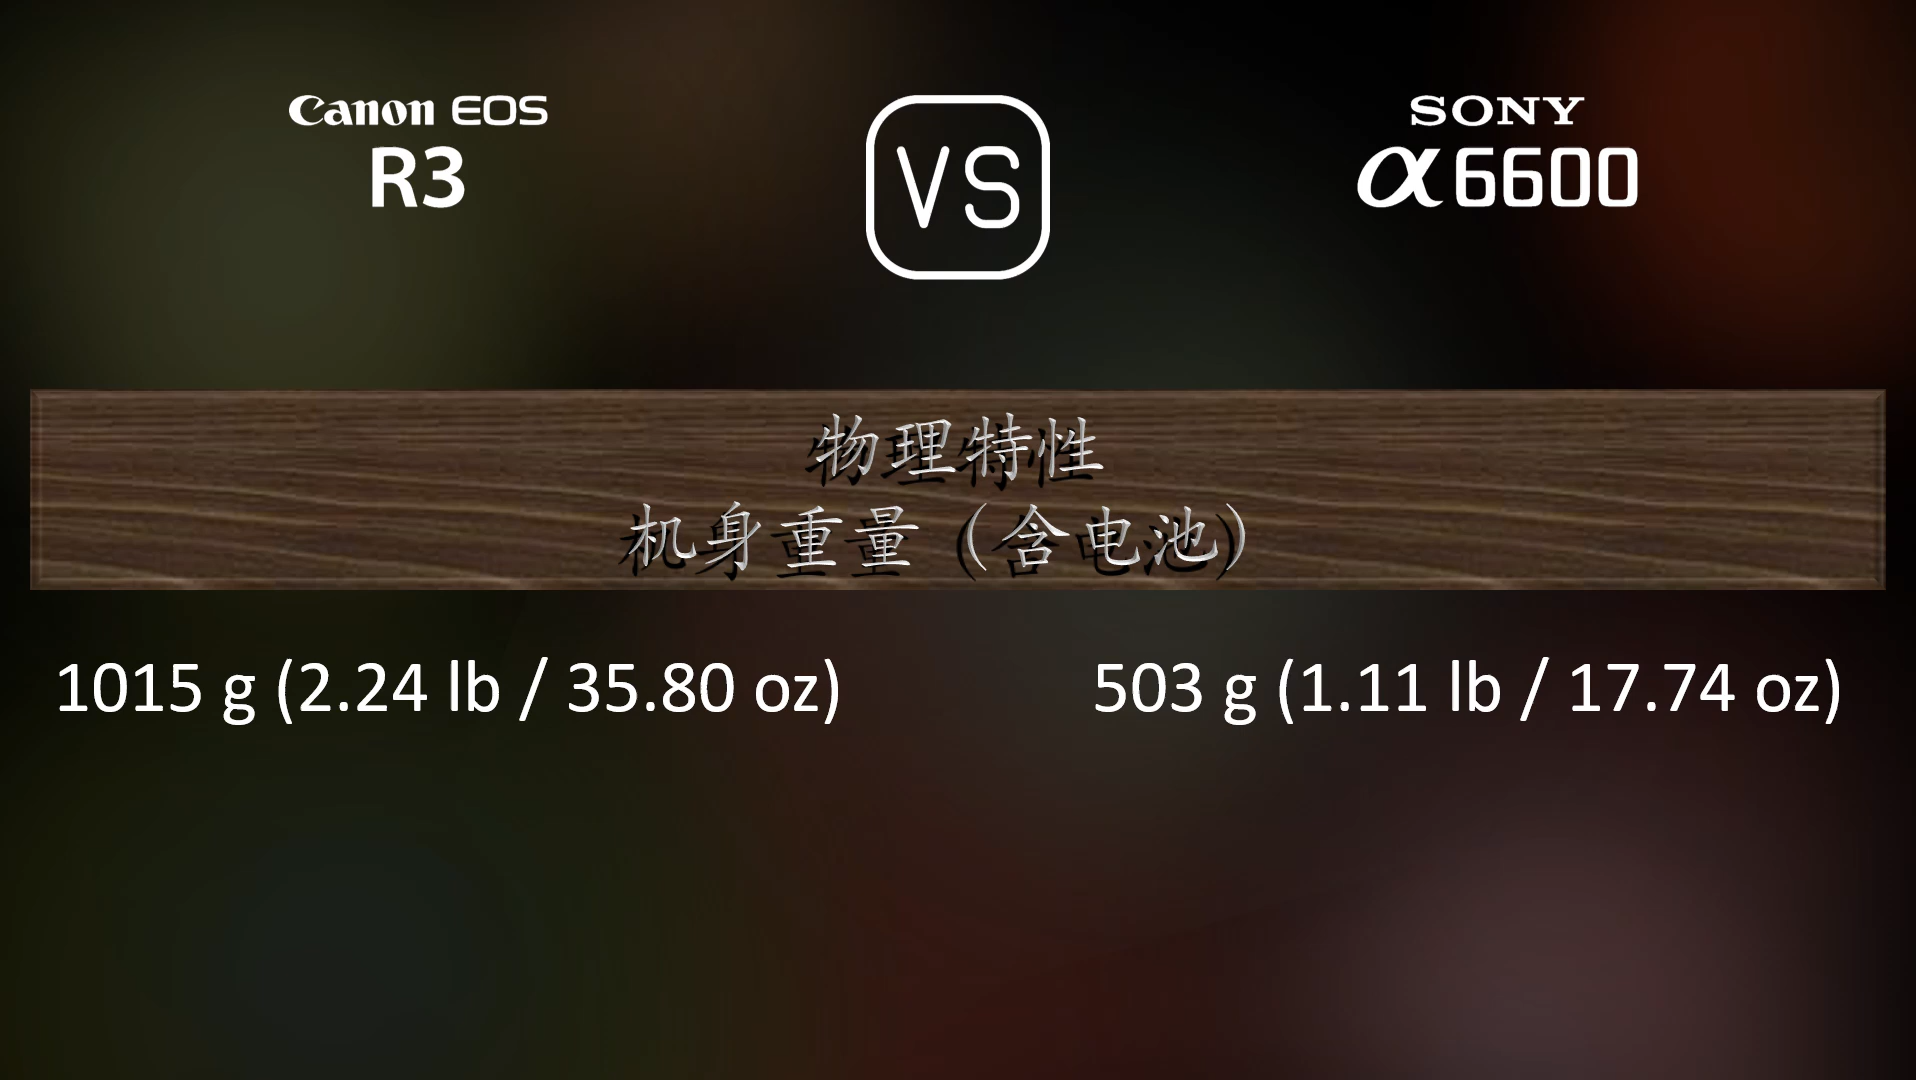 Canon EOS
R3
VS
SONY
α6600
物理特性
机身重量（含电池）
1015 g (2.24 lb / 35.80 oz)
503 g (1.11 lb / 17.74 oz)